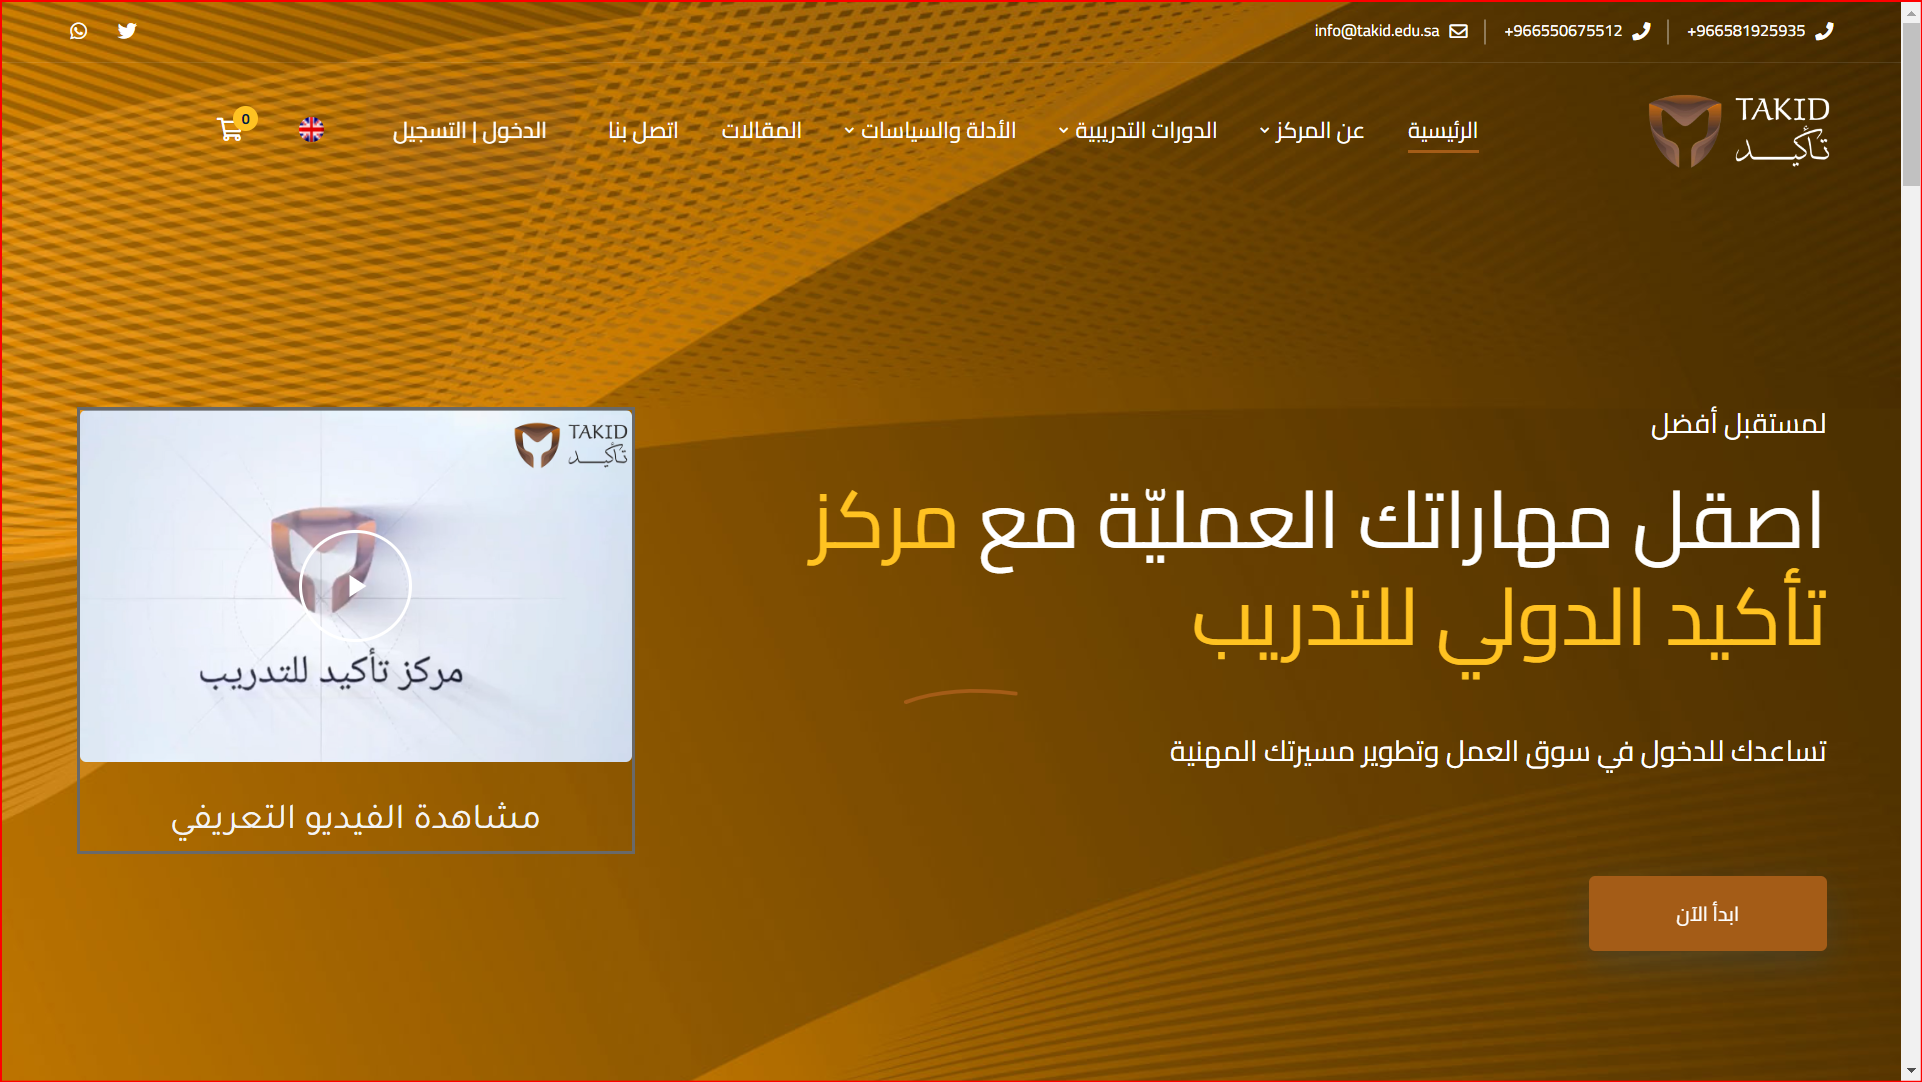 +966581925935
+966550675512
info@takid.edu.sa
TAKID
تأكيد
الرئيسية
عن المركز
الدورات التدريبية
الأدلة والسياسات
المقالات
اتصل بنا
الدخول | التسجيل
0
لمستقبل أفضل
اصقل مهاراتك العمليّة مع مركز
تأكيد الدولي للتدريب
تساعدك للدخول في سوق العمل وتطوير مسيرتك المهنية
ابدأ الآن
TAKID
تأكيد
مركز تأكيد للتدريب
مشاهدة الفيديو التعريفي